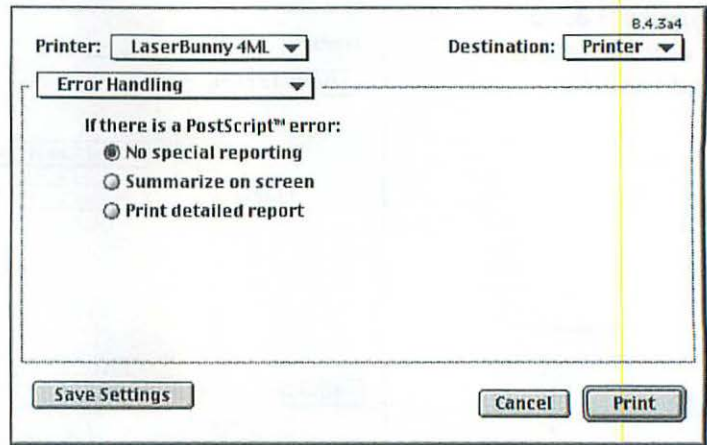 8.4.3a4
Printer: LaserBunny 4ML Destination: Printer
Error Handling
If there is a PostScript™ error:
No special reporting
Summarize on screen
Print detailed report
Save Settings Cancel Print